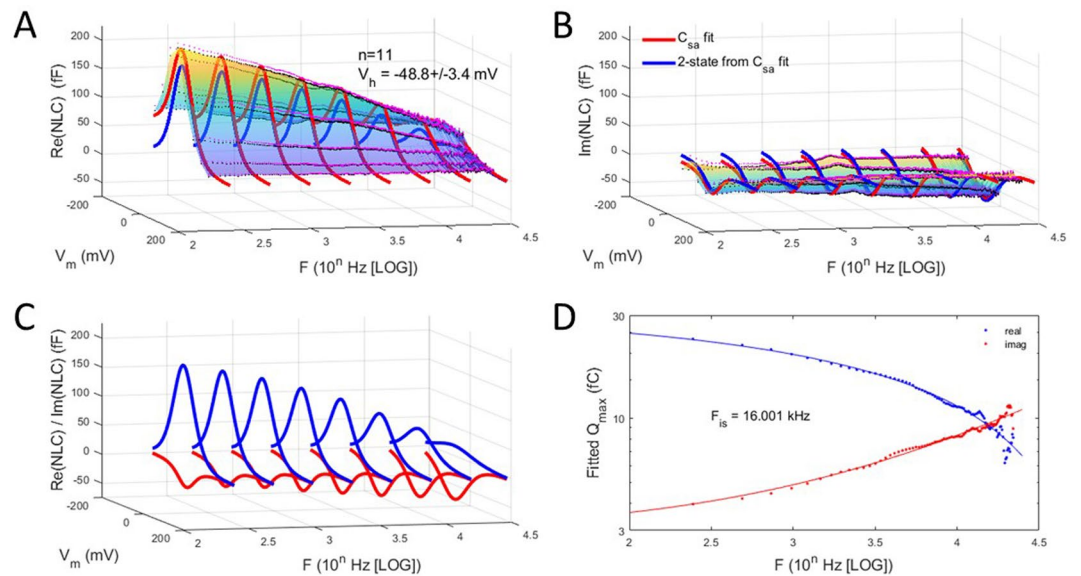 A
200
150
100
50
0
-50
-200
0
200
Re(NLC) (fF)
V_m (mV)
n=11
V_h = -48.8+/-3.4 mV
2
2.5
3
3.5
4
4.5
F (10^n Hz [LOG])
B
200
150
100
50
0
-50
-200
0
200
Im(NLC) (fF)
V_m (mV)
C_sa fit
2-state from C_sa fit
2
2.5
3
3.5
4
4.5
F (10^n Hz [LOG])
C
200
150
100
50
0
-50
-200
0
200
Re(NLC) / Im(NLC) (fF)
V_m (mV)
2
2.5
3
3.5
4
4.5
F (10^n Hz [LOG])
D
30
10
3
Fitted Q_max (fC)
real
imag
F_is = 16.001 kHz
2
2.5
3
3.5
4
4.5
F (10^n Hz [LOG])